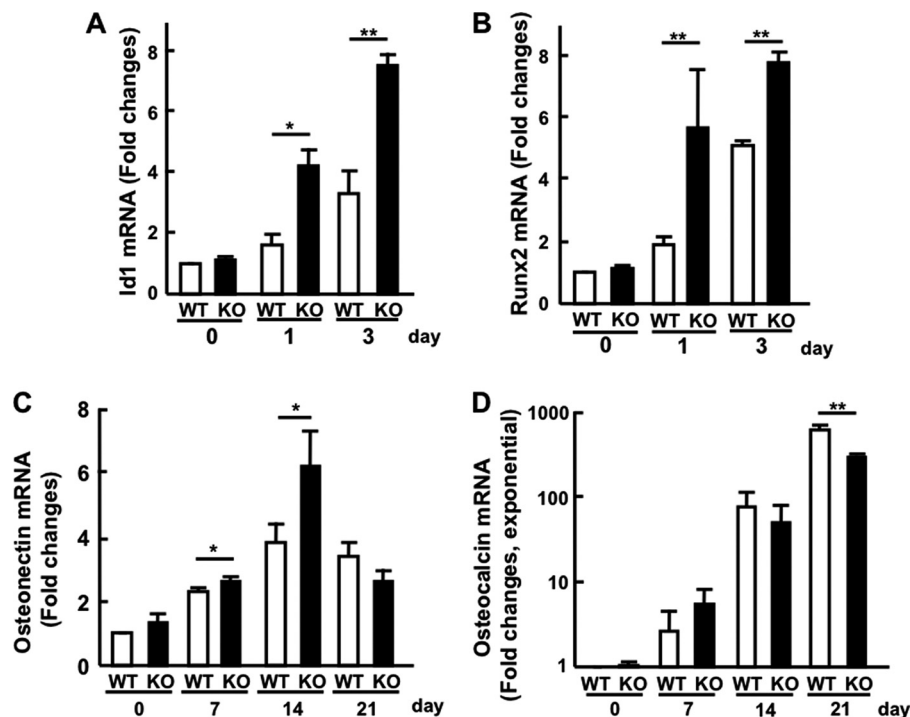 A
Id1 mRNA (Fold changes)
8
6
4
2
0
*
**
WT KO WT KO WT KO
0 1 3 day
B
Runx2 mRNA (Fold changes)
8
6
4
2
0
**
**
WT KO WT KO WT KO
0 1 3 day
C
Osteonectin mRNA
(Fold changes)
8
6
4
2
0
*
*
WT KO WT KO WT KO WT KO
0 7 14 21 day
D
Osteocalcin mRNA
(Fold changes, exponential)
1000
100
10
1
**
WT KO WT KO WT KO WT KO
0 7 14 21 day